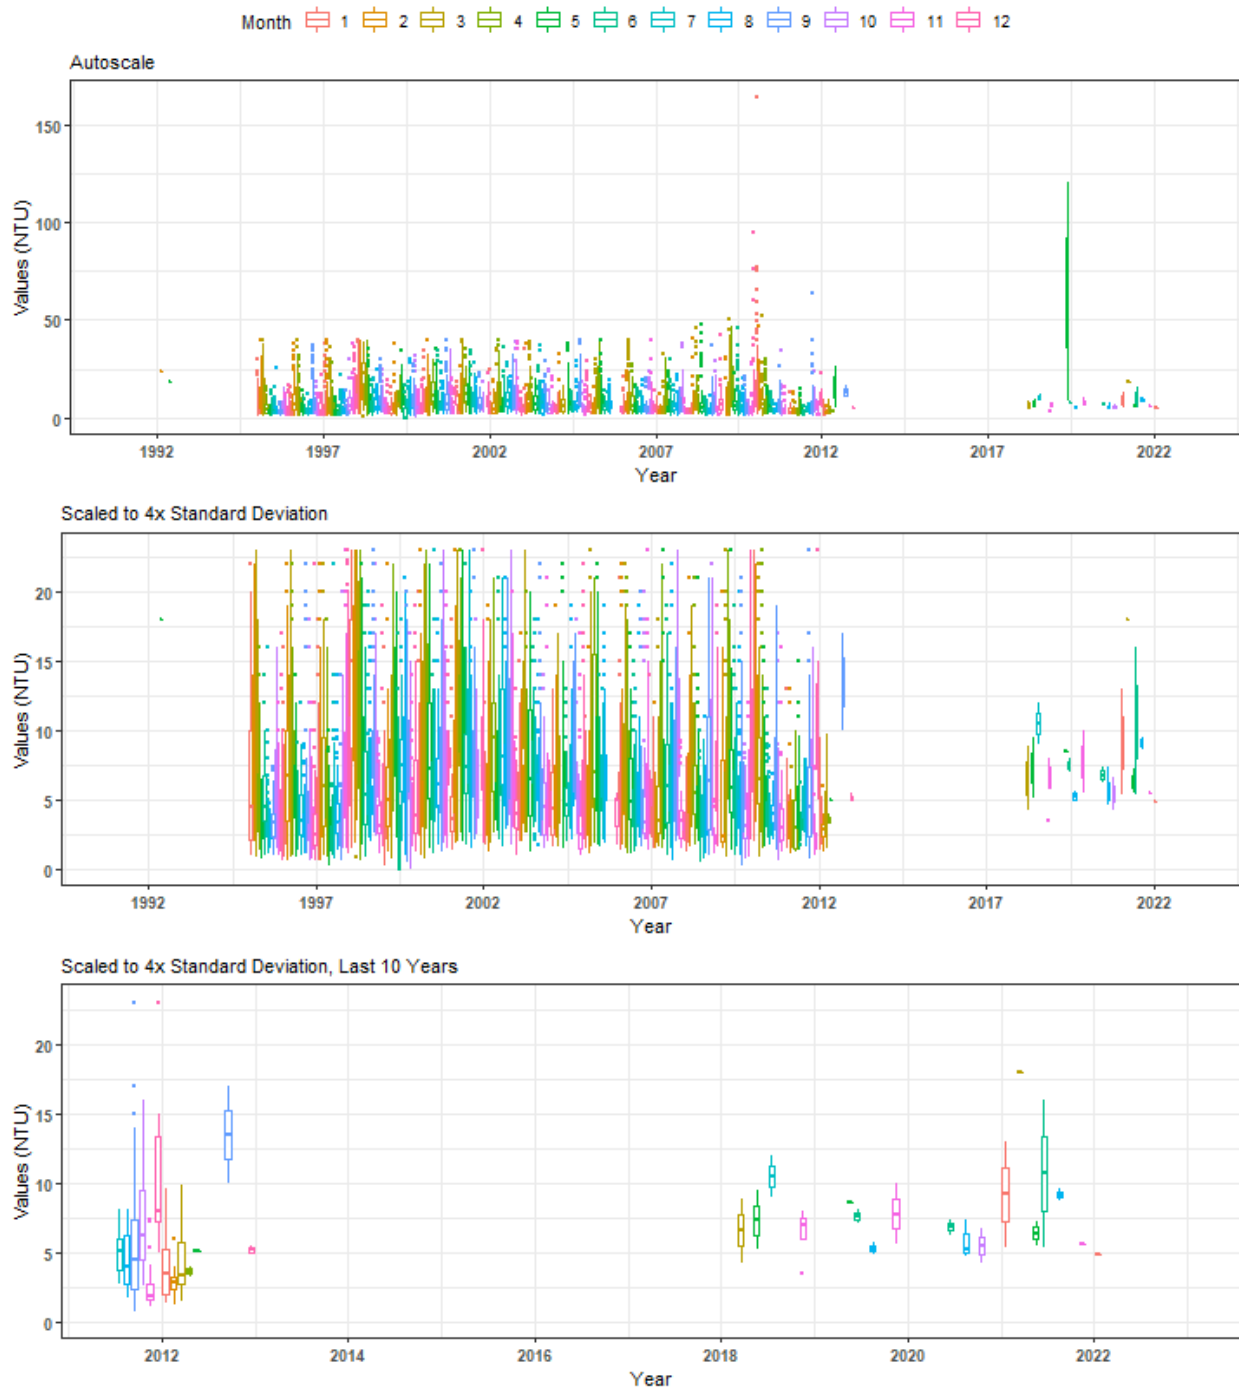 Month 1 2 3 4 5 6 7 8 9 10 11 12
Autoscale
Values (NTU)
150
100
50
0
1992 1997 2002 2007 2012 2017 2022
Year
Scaled to 4x Standard Deviation
Values (NTU)
20
15
10
5
0
1992 1997 2002 2007 2012 2017 2022
Year
Scaled to 4x Standard Deviation, Last 10 Years
Values (NTU)
20
15
10
5
0
2012 2014 2016 2018 2020 2022
Year